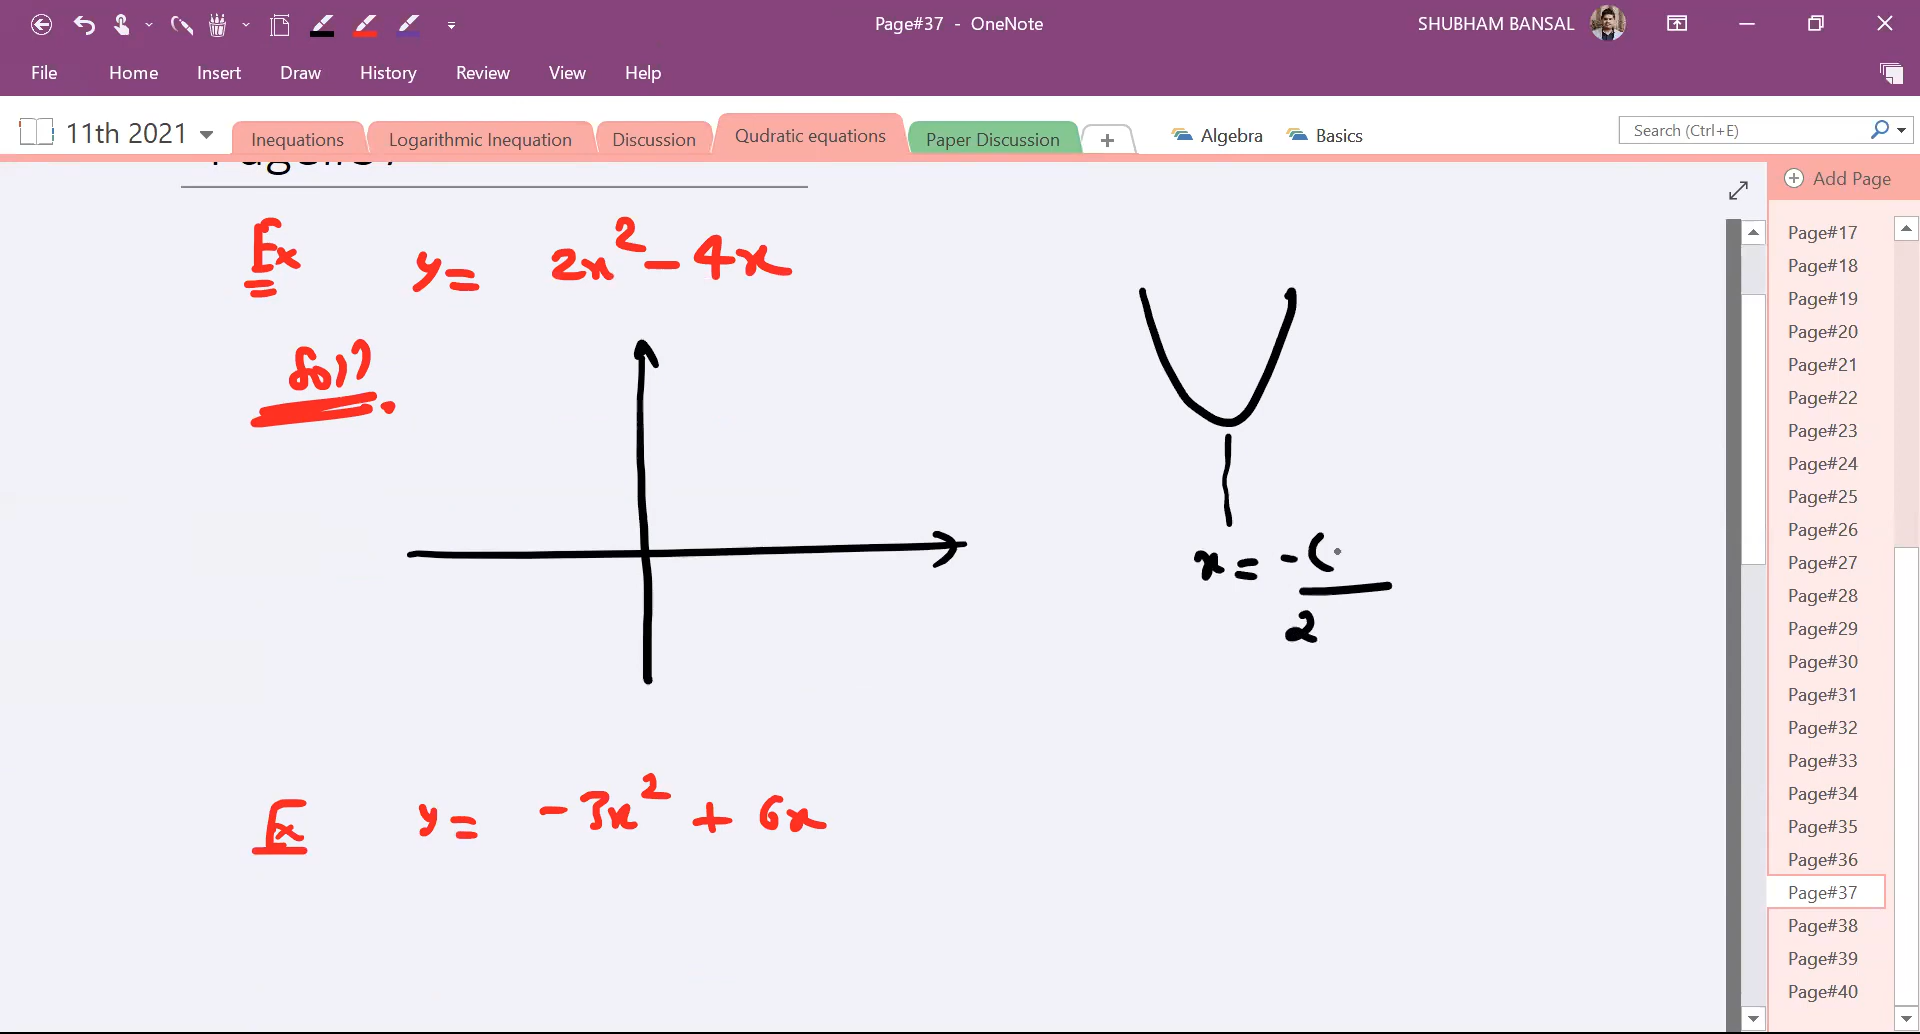 Page#37 - OneNote
SHUBHAM BANSAL
File Home Insert Draw History Review View Help
11th 2021
Inequations
Logarithmic Inequation
Discussion
Qudratic equations
Paper Discussion
+
Algebra
Basics
Search (Ctrl+E)
Add Page
Ex y = 2x² - 4x
Sol?
x = -(
2
Ex y = -3x² + 6x
Page#17
Page#18
Page#19
Page#20
Page#21
Page#22
Page#23
Page#24
Page#25
Page#26
Page#27
Page#28
Page#29
Page#30
Page#31
Page#32
Page#33
Page#34
Page#35
Page#36
Page#37
Page#38
Page#39
Page#40